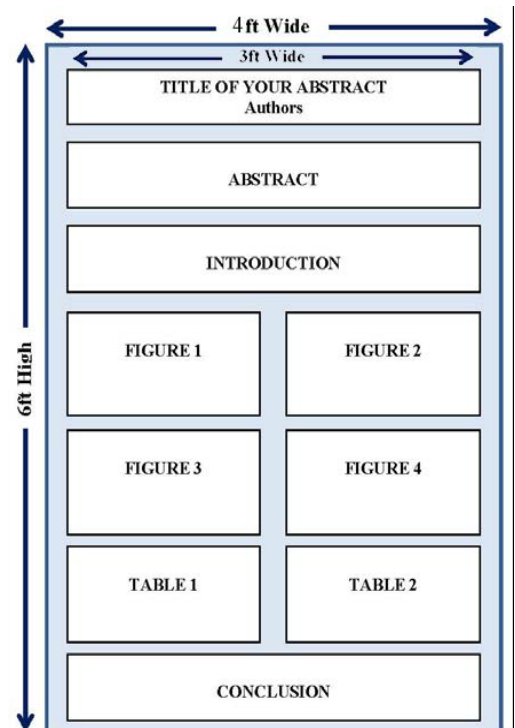 4ft Wide
3ft Wide
TITLE OF YOUR ABSTRACT
Authors
ABSTRACT
INTRODUCTION
6ft High
FIGURE 1
FIGURE 2
FIGURE 3
FIGURE 4
TABLE 1
TABLE 2
CONCLUSION